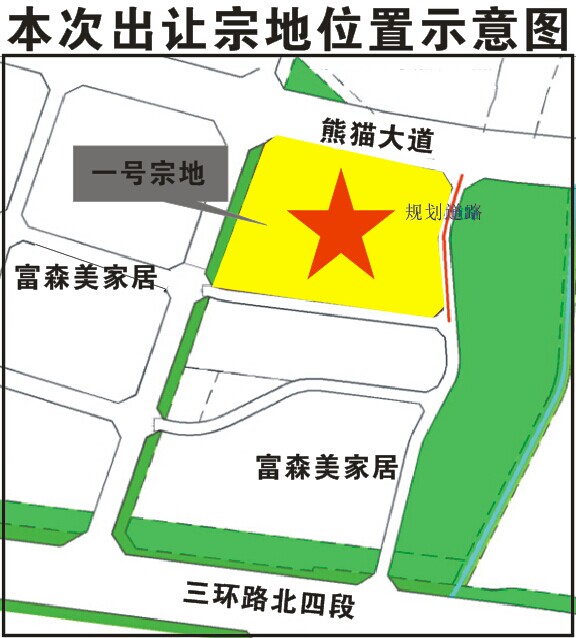 本次出让宗地位置示意图
熊猫大道
一号宗地
规划道路
富森美家居
富森美家居
三环路北四段